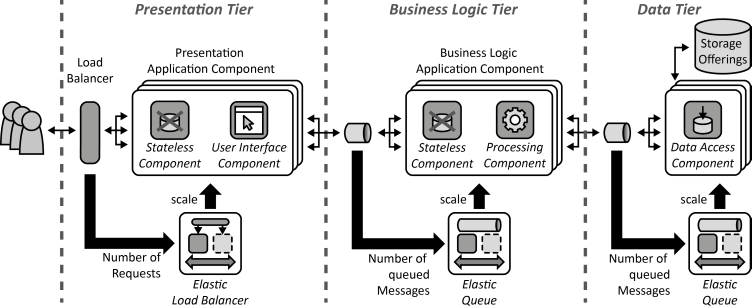 Presentation Tier
Business Logic Tier
Data Tier
Load
Balancer
Presentation
Application Component
Business Logic
Application Component
Storage
Offerings
Stateless
Component
User Interface
Component
Stateless
Component
Processing
Component
Data Access
Component
scale
scale
scale
Number of
Requests
Elastic
Load Balancer
Number of
queued
Messages
Elastic
Queue
Number of
queued
Messages
Elastic
Queue